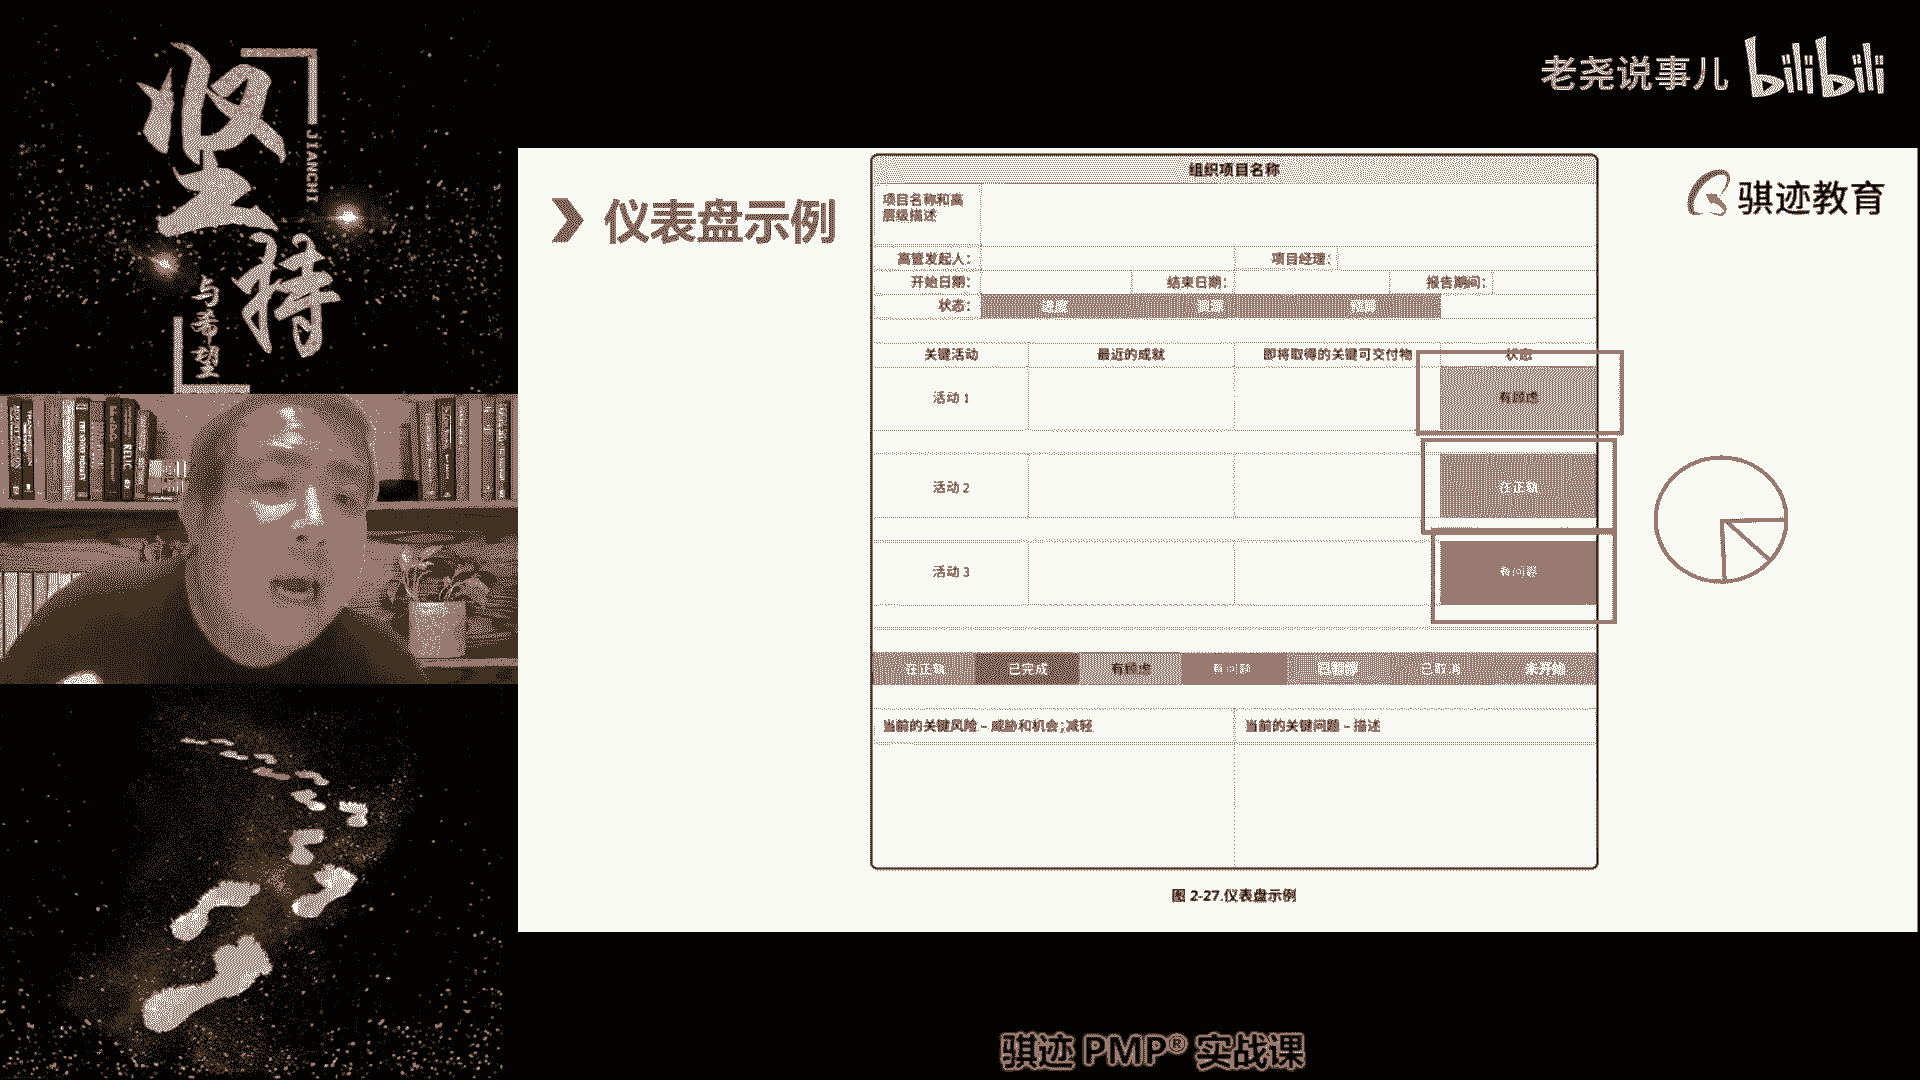 坚持
JIANCHI
与希望
老尧说事儿 bilibili
仪表盘示例
骐迹教育
组织项目名称
项目名称和高
层级描述
高管发起人：
项目经理：
开始日期：
结束日期：
报告期间：
状态：
进度
资源
预算
关键活动
最近的成就
即将取得的关键可交付物
状态
活动 1
有顾虑
活动 2
在正轨
活动 3
有问题
在正轨
已完成
有顾虑
有问题
已暂停
已取消
未开始
当前的关键风险 – 威胁和机会；减轻
当前的关键问题 – 描述
图 2-27.仪表盘示例
骐迹 PMP® 实战课